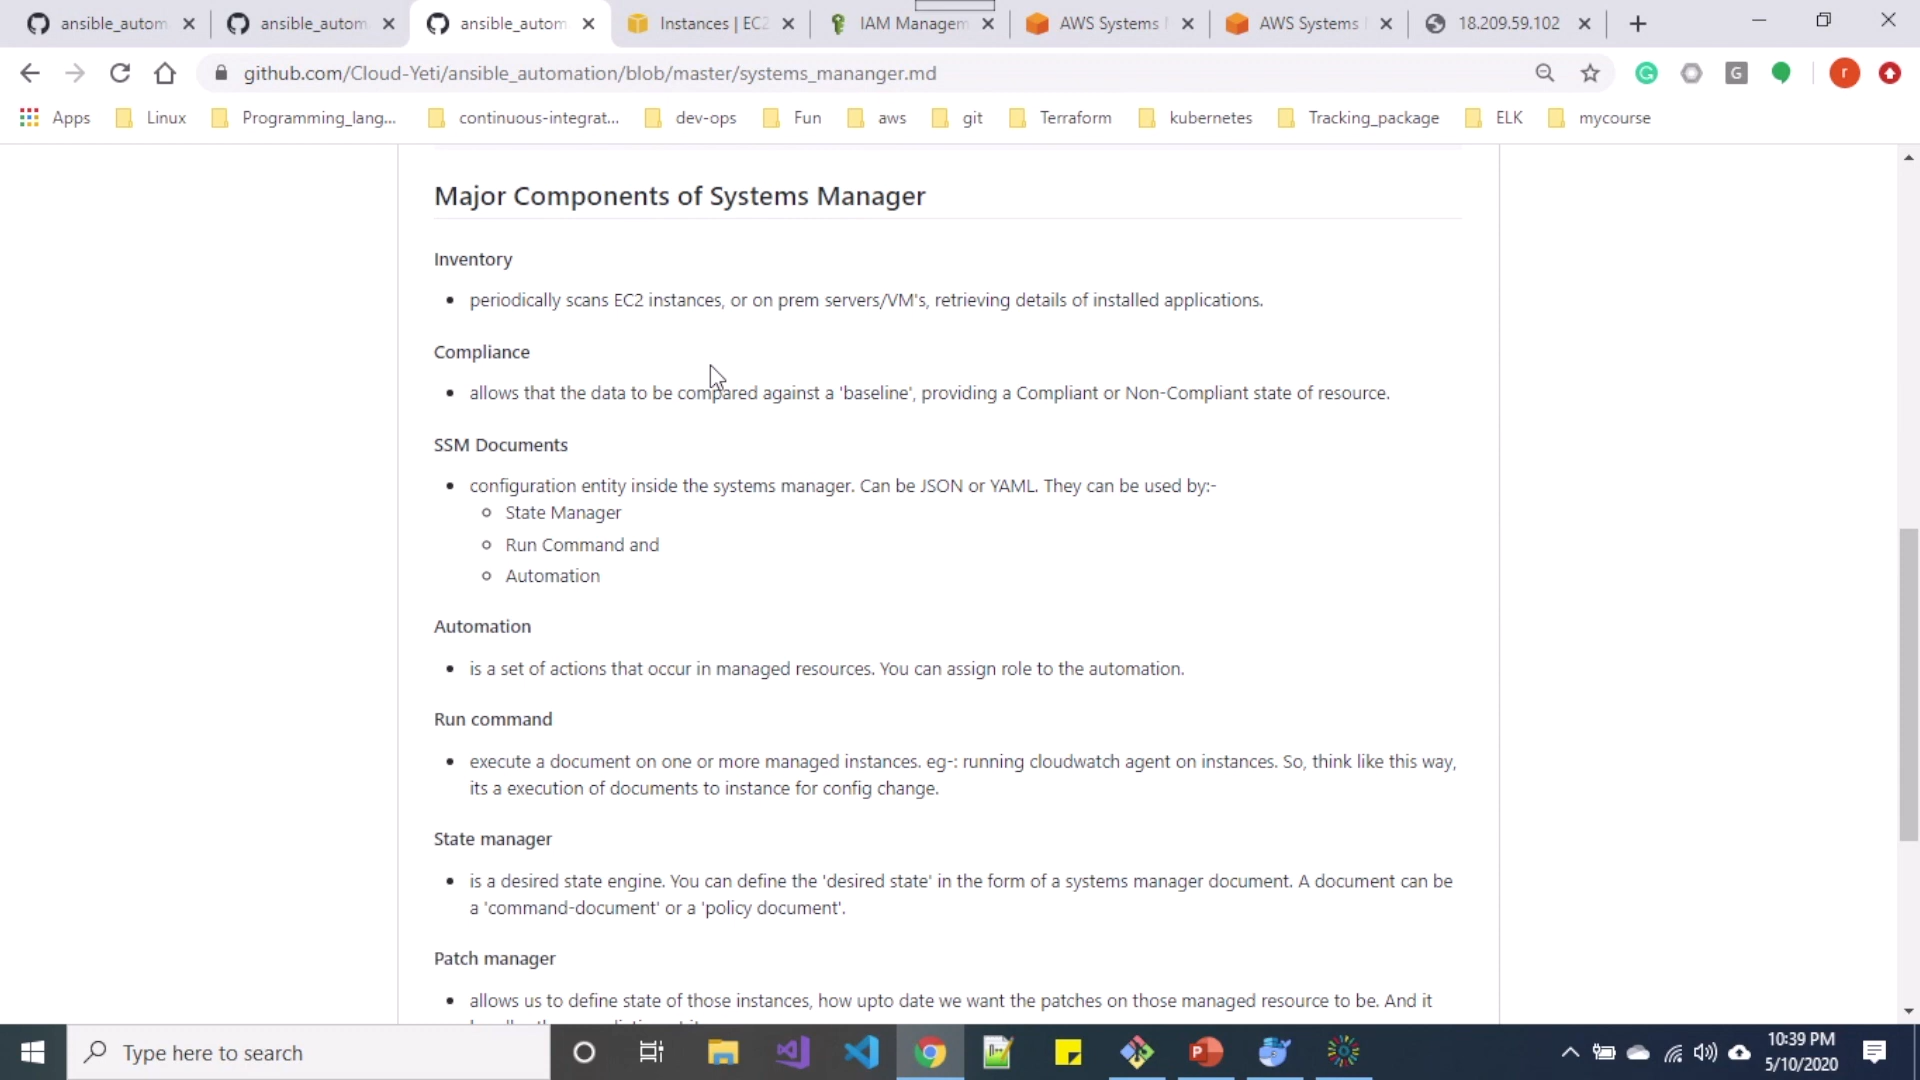 ansible_autom
ansible_autom
ansible_autom
Instances | EC2
IAM Managem
AWS Systems
AWS Systems
18.209.59.102
github.com/Cloud-Yeti/ansible_automation/blob/master/systems_mananger.md
G
r
Apps
Linux
Programming_lang...
continuous-integrat...
dev-ops
Fun
aws
git
Terraform
kubernetes
Tracking_package
ELK
mycourse
Major Components of Systems Manager
Inventory
periodically scans EC2 instances, or on prem servers/VM's, retrieving details of installed applications.
Compliance
allows that the data to be compared against a 'baseline', providing a Compliant or Non-Compliant state of resource.
SSM Documents
configuration entity inside the systems manager. Can be JSON or YAML. They can be used by:-
State Manager
Run Command and
Automation
Automation
is a set of actions that occur in managed resources. You can assign role to the automation.
Run command
execute a document on one or more managed instances. eg-: running cloudwatch agent on instances. So, think like this way,
its a execution of documents to instance for config change.
State manager
is a desired state engine. You can define the 'desired state' in the form of a systems manager document. A document can be
a 'command-document' or a 'policy document'.
Patch manager
allows us to define state of those instances, how upto date we want the patches on those managed resource to be. And it
Type here to search
10:39 PM
5/10/2020